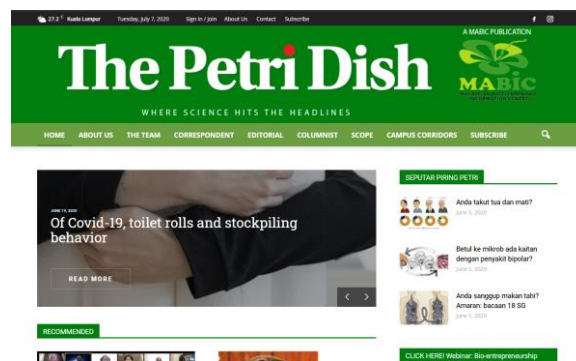 27.2 C Kuala Lumpur Tuesday, July 7, 2020 Sign in / Join About Us Contact Subscribe
A MABIC PUBLICATION
The Petri Dish
MABIC
WHERE SCIENCE HITS THE HEADLINES
HOME ABOUT US THE TEAM CORRESPONDENT EDITORIAL COLUMNIST SCOPE CAMPUS CORRIDORS SUBSCRIBE
SEPUTAR PIRING PETRI
Anda takut tua dan mati?
June 5, 2020
Of Covid-19, toilet rolls and stockpiling
behavior
READ MORE
Betul ke mikrob ada kaitan
dengan penyakit bipolar?
June 5, 2020
Anda sanggup makan tahi?
Amaran: bacaan 18 SG
June 5, 2020
RECOMMENDED
CLICK HERE! Webinar: Bio-entrepreneurship